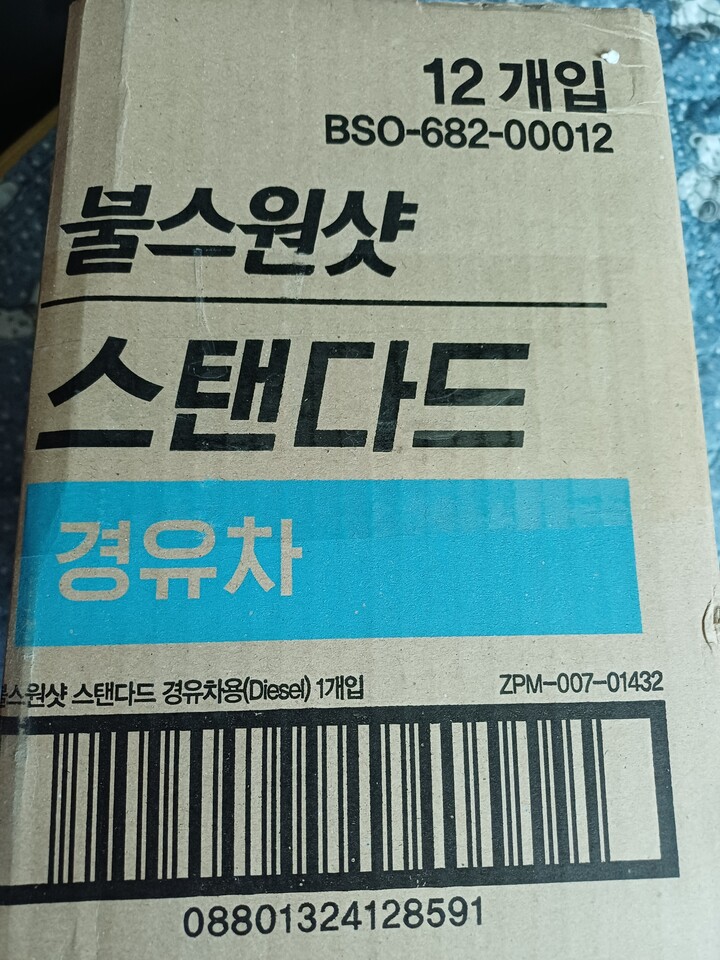 12 개입
BSO-682-00012
불스원샷
스탠다드
경유차
불스원샷 스탠다드 경유차용(Diesel) 1개입 ZPM-007-01432
08801324128591